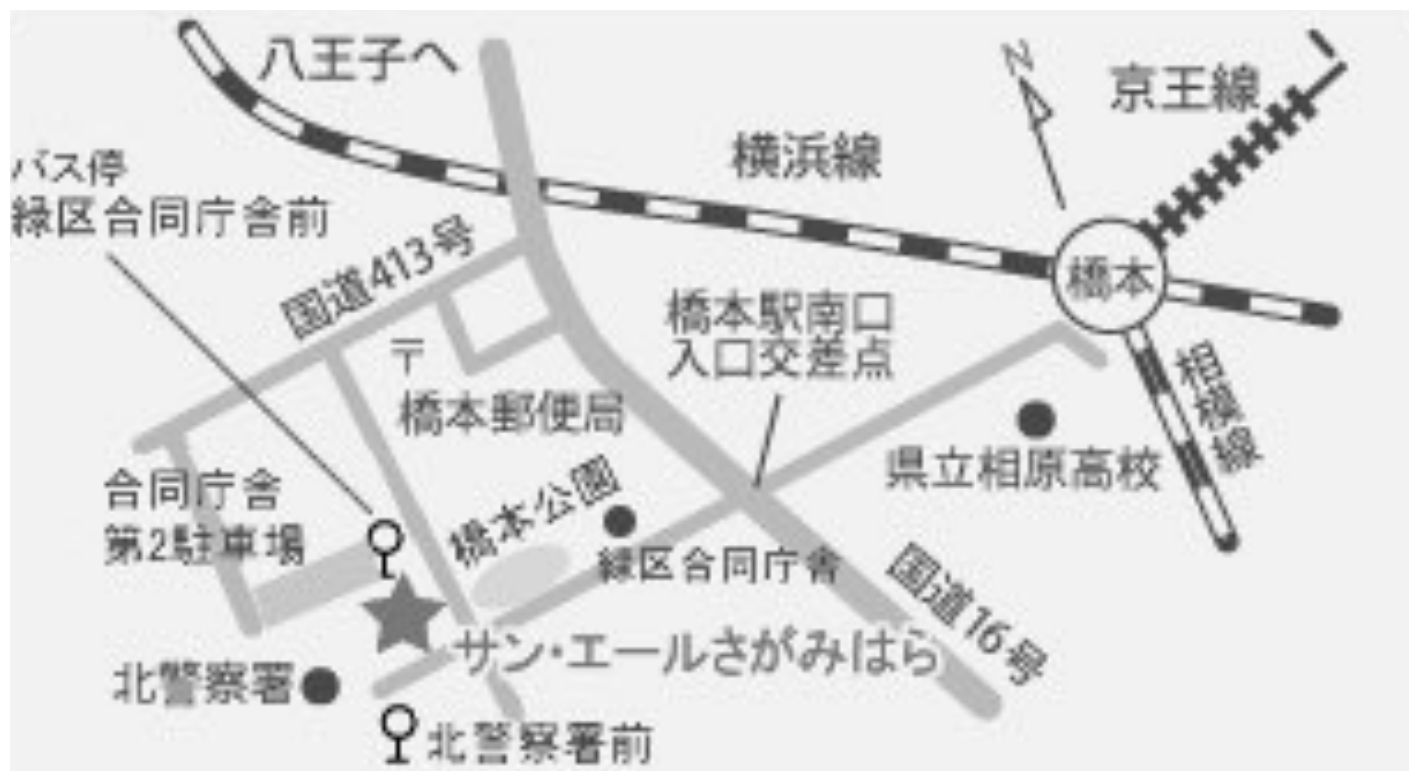 八王子へ
N
京王線
横浜線
バス停
緑区合同庁舎前
国道413号
橋本
橋本駅南口
入口交差点
相模線
〒
橋本郵便局
県立相原高校
合同庁舎
第2駐車場
橋本公園
緑区合同庁舎
国道16号
サン・エールさがみはら
北警察署
北警察署前